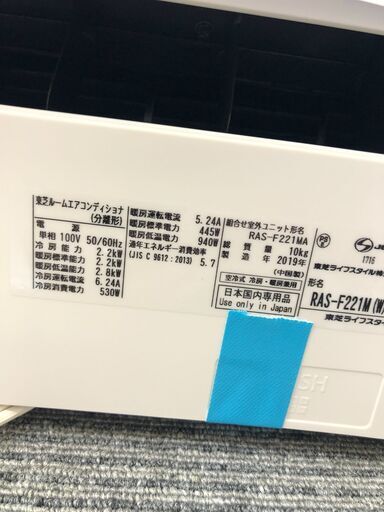 東芝ルームエアコンディショナ
(分離形)
電源
単相 100V 50/60Hz
冷房能力 2.2kW
暖房標準能力 2.2kW
暖房低温能力 2.8kW
冷房運転電流 6.24A
冷房消費電力 530W
暖房運転電流 5.24A
暖房標準電力 445W
暖房低温電力 940W
通年エネルギー消費効率
(JIS C 9612:2013) 5.7
組合せ室外ユニット形名
RAS-F221MA
総質量 10kg
製造年 2019年
(中国製)
空冷式 冷房・暖房兼用
日本国内専用品
Use only in Japan
PS
E
1716
東芝ライフスタイル
形名
RAS-F221M(W)
東芝ライフスタイル
SH